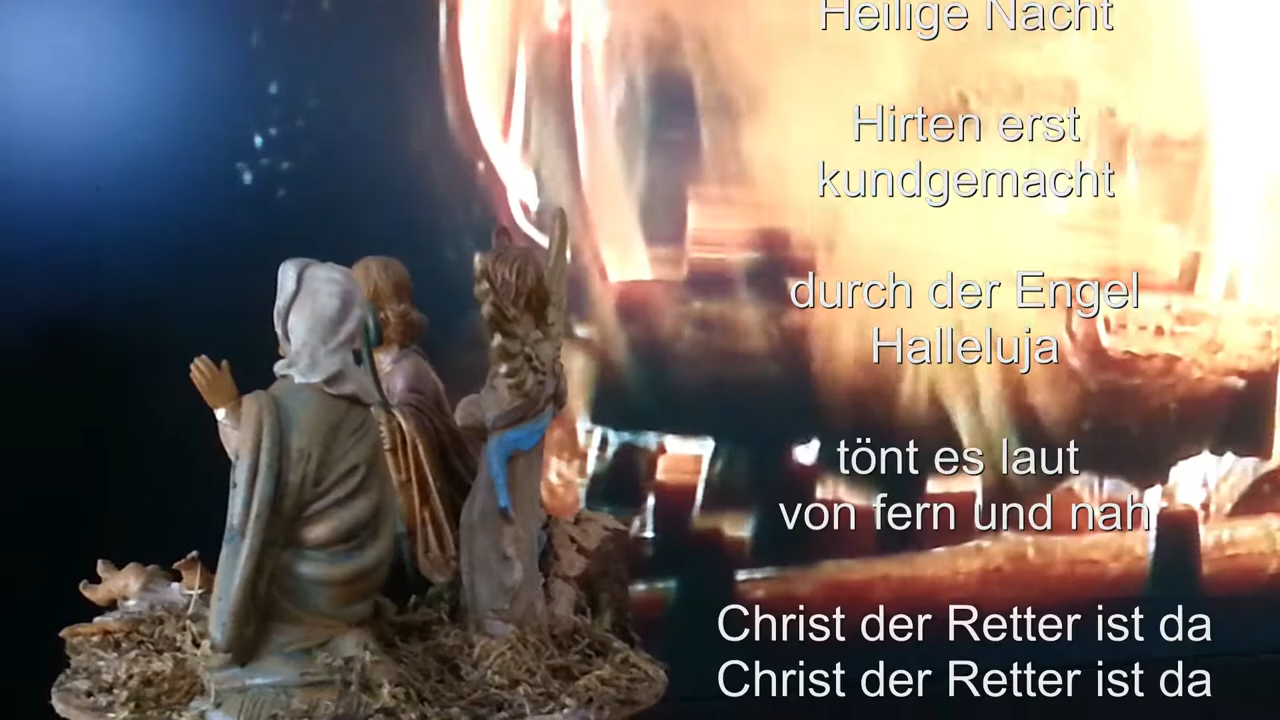 Heilige Nacht
Hirten erst
kundgemacht
durch der Engel
Halleluja
tönt es laut
von fern und nah
Christ der Retter ist da
Christ der Retter ist da